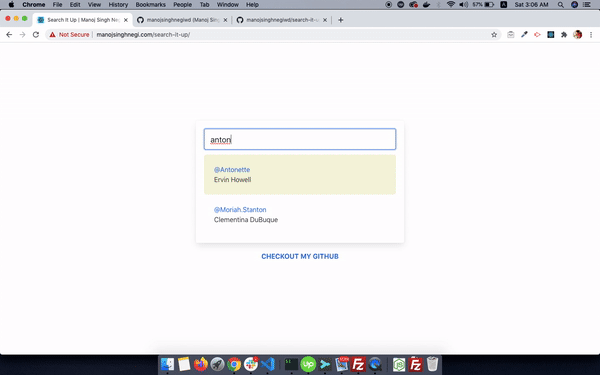 Chrome File Edit View History Bookmarks People Tab Window Help
57% Sat 3:06 AM
Search It Up | Manoj Singh Neg
manojsinghnegiwd (Manoj Sin
manojsinghnegiwd/search-it-u
Not Secure | manojsinghnegi.com/search-it-up/
anton
@Antonette
Ervin Howell
@Moriah.Stanton
Clementina DuBuque
CHECKOUT MY GITHUB